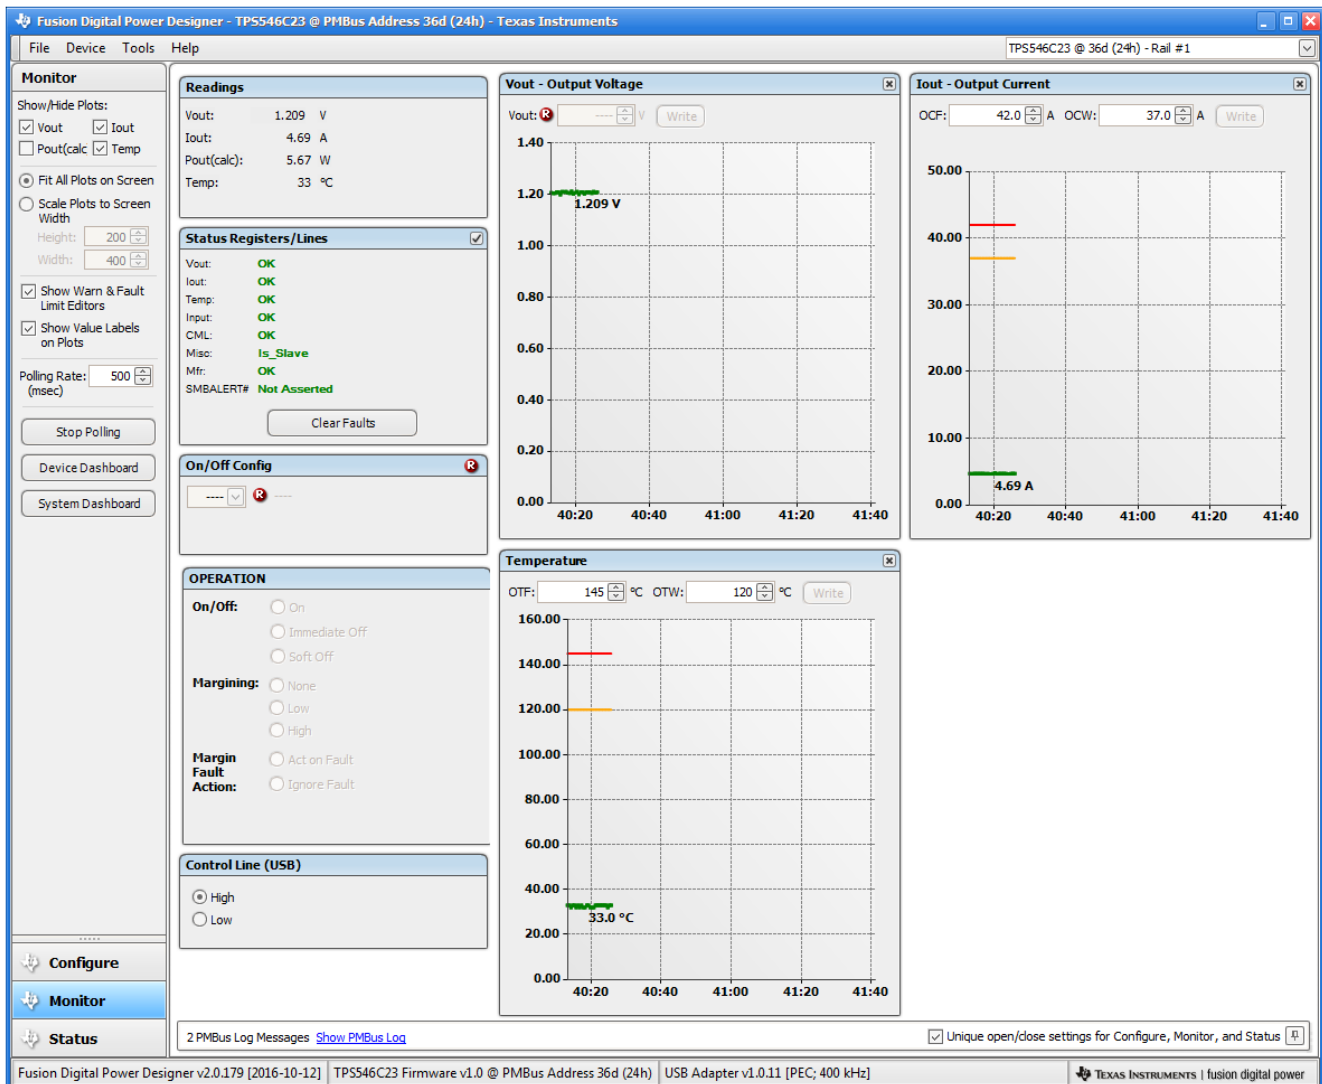 Fusion Digital Power Designer - TPS546C23 @ PMBus Address 36d (24h) - Texas Instruments
File Device Tools Help
TPS546C23 @ 36d (24h) - Rail #1
Monitor
Show/Hide Plots:
Vout Iout
Pout(calc Temp
Fit All Plots on Screen
Scale Plots to Screen
Width
Height: 200
Width: 400
Show Warn & Fault
Limit Editors
Show Value Labels
on Plots
Polling Rate: 500
(msec)
Stop Polling
Device Dashboard
System Dashboard
Configure
Monitor
Status
Readings
Vout: 1.209 V
Iout: 4.69 A
Pout(calc): 5.67 W
Temp: 33 °C
Status Registers/Lines
Vout: OK
Iout: OK
Temp: OK
Input: OK
CML: OK
Misc: Is_Slave
Mfr: OK
SMBALERT# Not Asserted
Clear Faults
On/Off Config R
---- R ----
OPERATION
On/Off: On
Immediate Off
Soft Off
Margining: None
Low
High
Margin Act on Fault
Fault
Action: Ignore Fault
Control Line (USB)
High
Low
Vout - Output Voltage
Vout: R ---- V Write
1.40
1.20
1.209 V
1.00
0.80
0.60
0.40
0.20
0.00
40:20 40:40 41:00 41:20 41:40
Iout - Output Current
OCF: 42.0 A OCW: 37.0 A Write
50.00
40.00
30.00
20.00
10.00
4.69 A
0.00
40:20 40:40 41:00 41:20 41:40
Temperature
OTF: 145 °C OTW: 120 °C Write
160.00
140.00
120.00
100.00
80.00
60.00
40.00
33.0 °C
20.00
0.00
40:20 40:40 41:00 41:20 41:40
2 PMBus Log Messages Show PMBus Log
Unique open/close settings for Configure, Monitor, and Status
Fusion Digital Power Designer v2.0.179 [2016-10-12] TPS546C23 Firmware v1.0 @ PMBus Address 36d (24h) USB Adapter v1.0.11 [PEC; 400 kHz] TEXAS INSTRUMENTS | fusion digital power